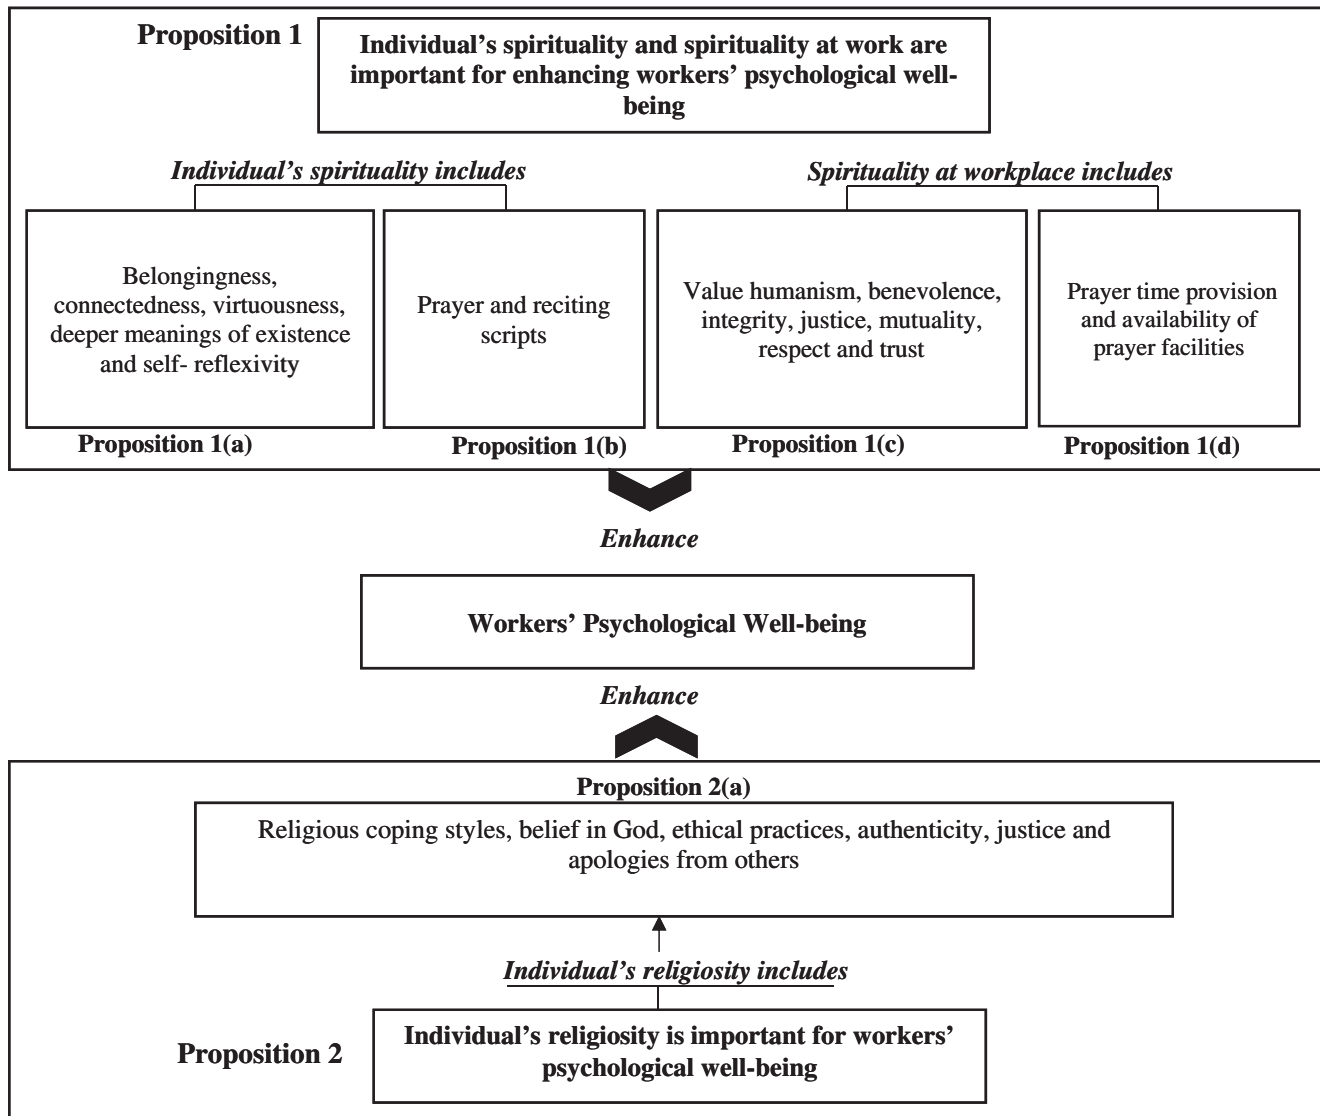 Proposition 1
Individual’s spirituality and spirituality at work are
important for enhancing workers’ psychological well-
being
Individual’s spirituality includes
Spirituality at workplace includes
Belongingness,
connectedness, virtuousness,
deeper meanings of existence
and self- reflexivity
Prayer and reciting
scripts
Value humanism, benevolence,
integrity, justice, mutuality,
respect and trust
Prayer time provision
and availability of
prayer facilities
Proposition 1(a)
Proposition 1(b)
Proposition 1(c)
Proposition 1(d)
Enhance
Workers’ Psychological Well-being
Enhance
Proposition 2(a)
Religious coping styles, belief in God, ethical practices, authenticity, justice and
apologies from others
Individual’s religiosity includes
Proposition 2
Individual’s religiosity is important for workers’
psychological well-being